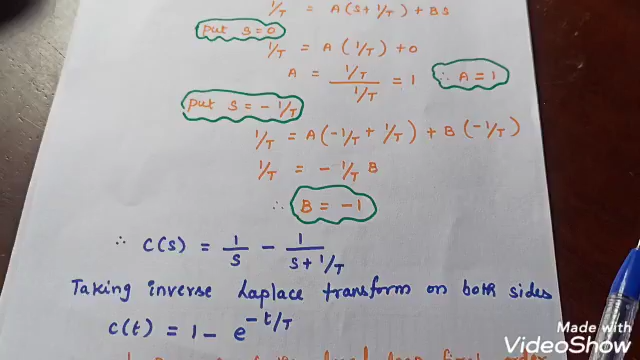 1/T = A(S+1/T) + BS
put S=0
1/T = A(1/T) + 0
A = 1/T / 1/T = 1 ∴ A=1
put S = -1/T
1/T = A(-1/T + 1/T) + B(-1/T)
1/T = - 1/T B
∴ B = -1
∴ C(S) = 1/S - 1/S+1/T
Taking inverse Laplace transform on both sides
c(t) = 1 - e^-t/T
Made with
VideoShow